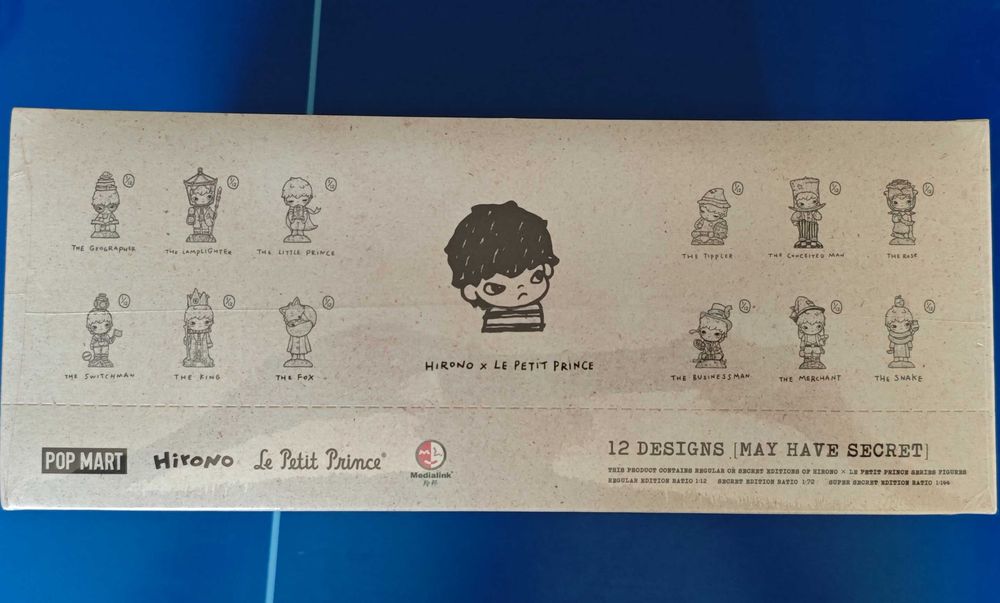 THE GEOGRAPHER
THE LAMPLIGHTER
THE LITTLE PRINCE
THE TIPPLER
THE CONCEITED MAN
THE ROSE
THE SWITCHMAN
THE KING
THE FOX
HIRONO × LE PETIT PRINCE
THE BUSINESSMAN
THE MERCHANT
THE SNAKE
POP MART
Hirono
Le Petit Prince®
ML
Medialink
12 DESIGNS [MAY HAVE SECRET]
THIS PRODUCT CONTAINS REGULAR OR SECRET EDITIONS OF HIRONO × LE PETIT PRINCE SERIES FIGURES
REGULAR EDITION RATIO 1:12 SECRET EDITION RATIO 1:72 SUPER SECRET EDITION RATIO